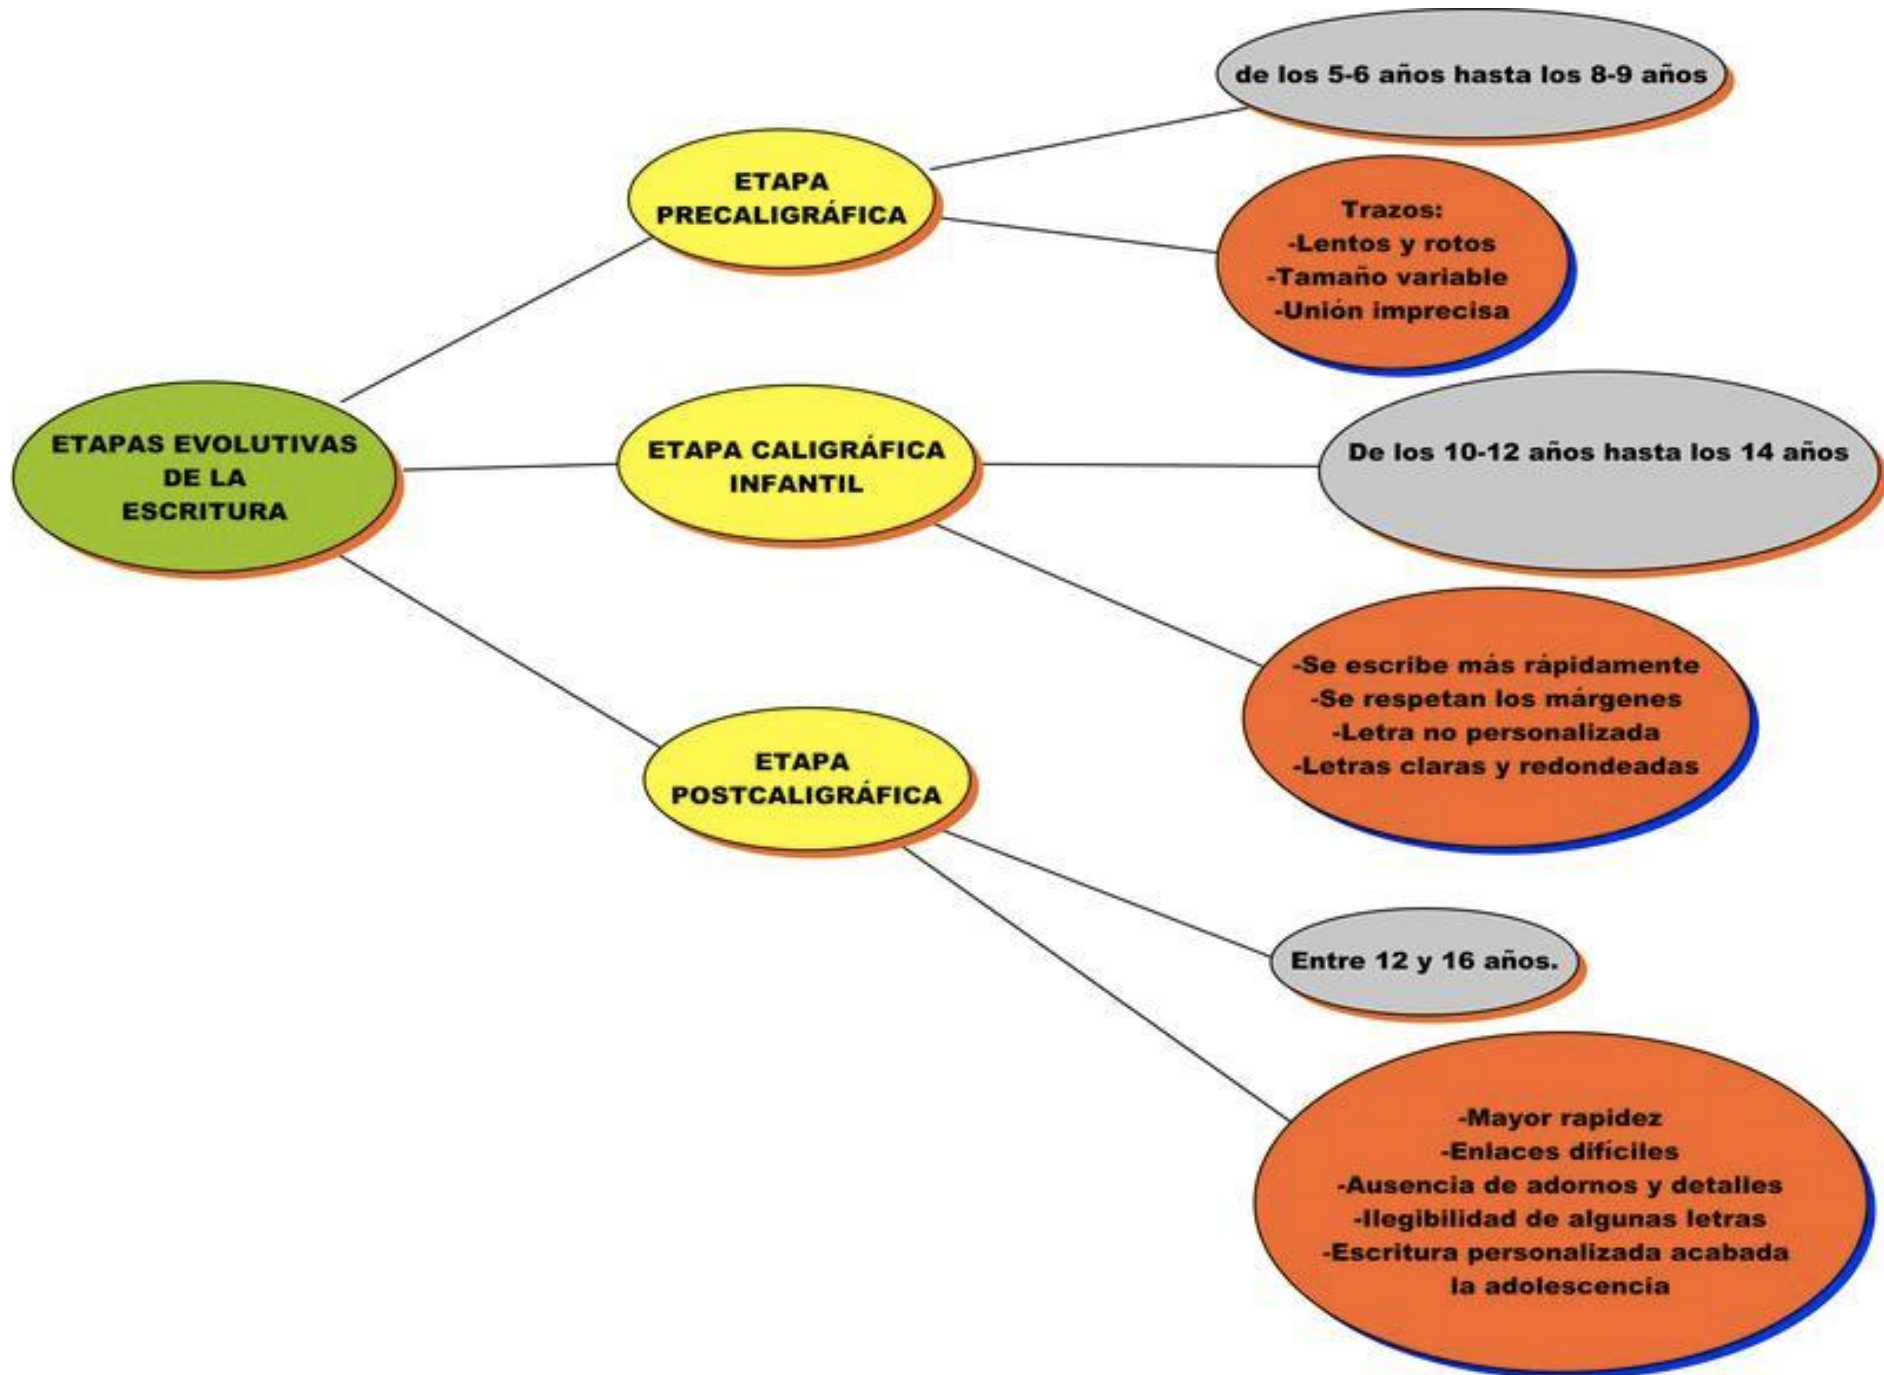 de los 5-6 años hasta los 8-9 años
ETAPA
PRECALIGRÁFICA
Trazos:
-Lentos y rotos
-Tamaño variable
-Unión imprecisa
ETAPAS EVOLUTIVAS
DE LA
ESCRITURA
ETAPA CALIGRÁFICA
INFANTIL
De los 10-12 años hasta los 14 años
-Se escribe más rápidamente
-Se respetan los márgenes
-Letra no personalizada
-Letras claras y redondeadas
ETAPA
POSTCALIGRÁFICA
Entre 12 y 16 años.
-Mayor rapidez
-Enlaces difíciles
-Ausencia de adornos y detalles
-Ilegibilidad de algunas letras
-Escritura personalizada acabada
la adolescencia